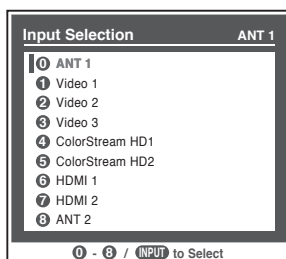 Input Selection ANT 1
0 ANT 1
1 Video 1
2 Video 2
3 Video 3
4 ColorStream HD1
5 ColorStream HD2
6 HDMI 1
7 HDMI 2
8 ANT 2
0 - 8 / INPUT to Select